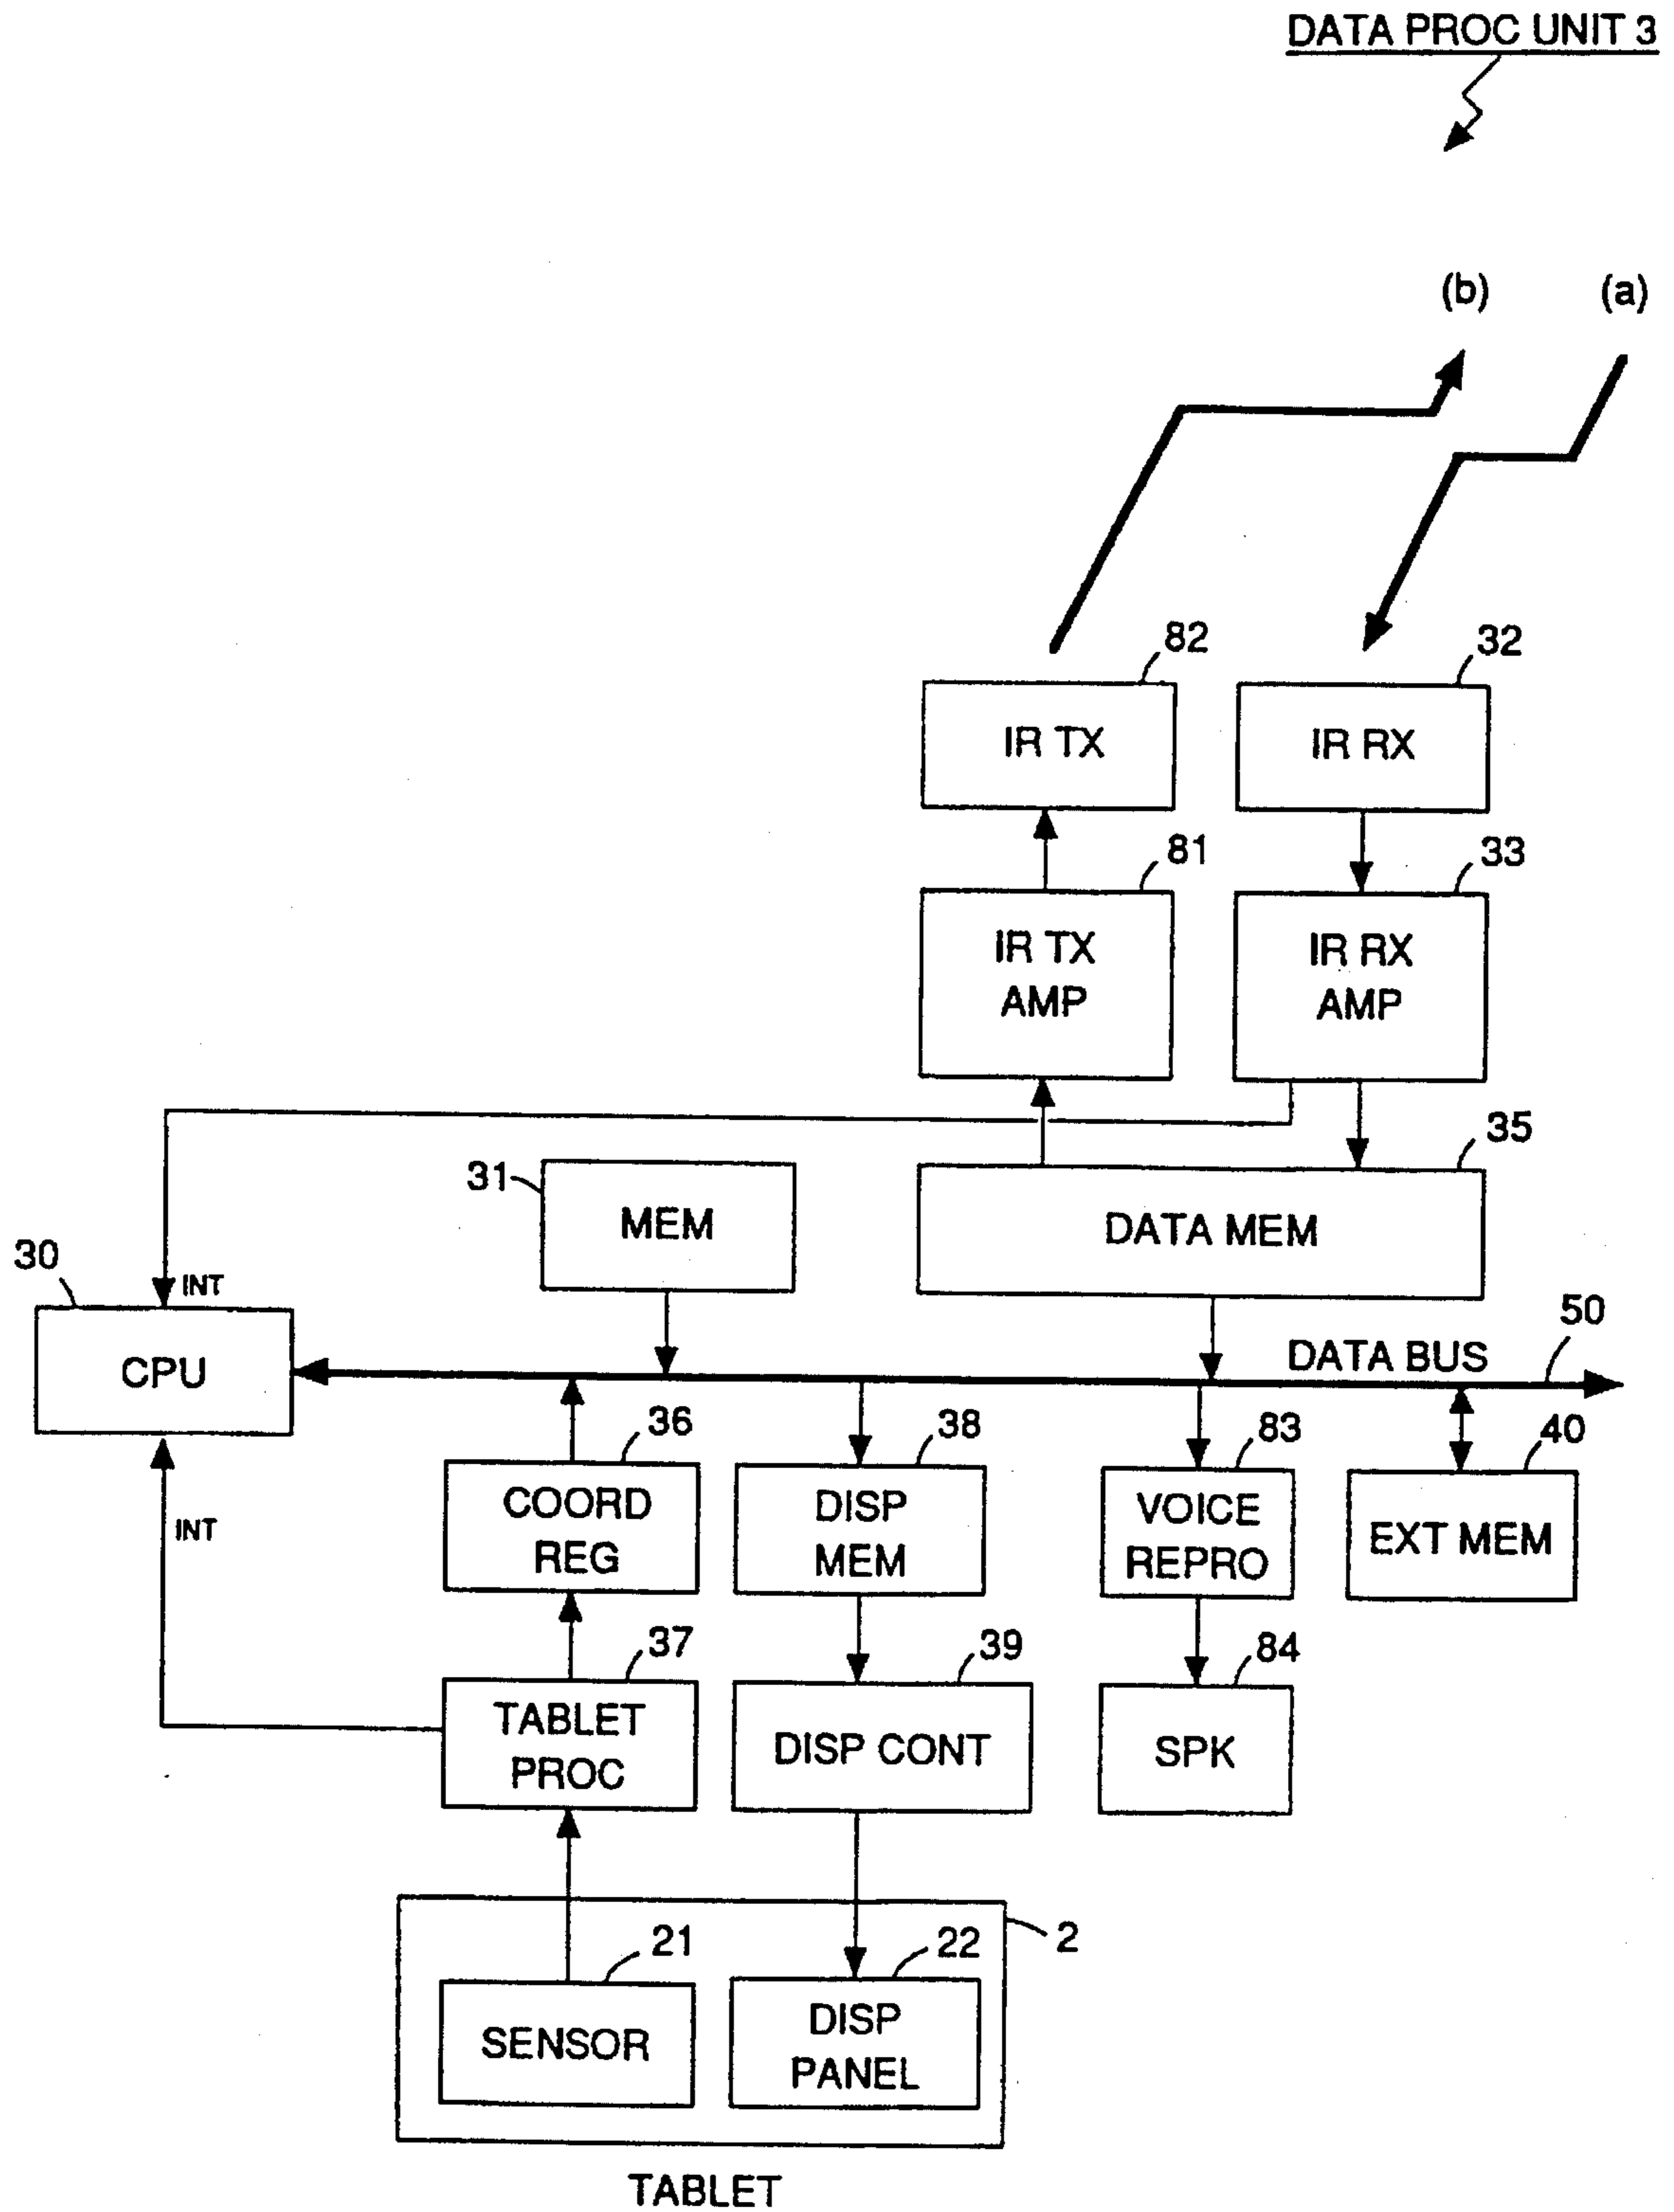 DATA PROC UNIT 3
(b)
(a)
82
32
IR TX
IR RX
81
33
IR TX
AMP
IR RX
AMP
35
31
MEM
DATA MEM
30
INT
CPU
50
DATA BUS
36
38
83
40
COORD
REG
DISP
MEM
VOICE
REPRO
EXT MEM
INT
37
39
84
TABLET
PROC
DISP CONT
SPK
2
21
22
SENSOR
DISP
PANEL
TABLET